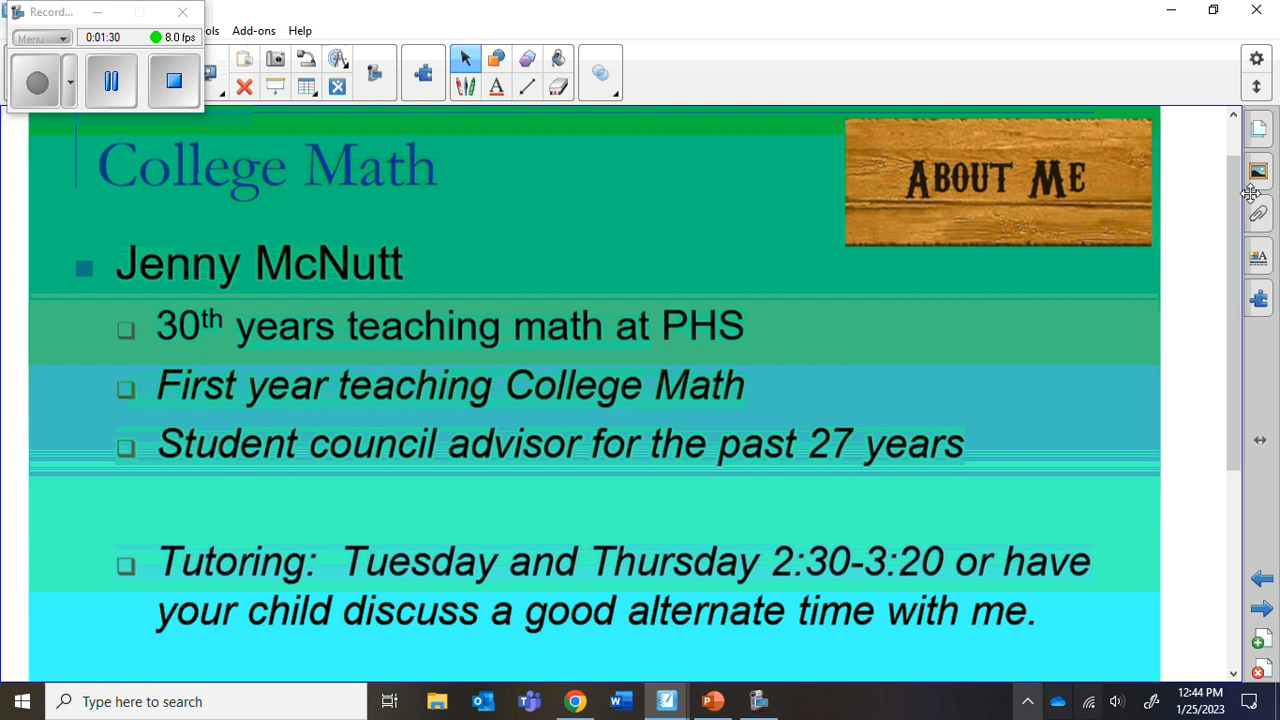 Record...
Menu 0:01:30 8.0 fps
ols Add-ons Help
College Math
About Me
Jenny McNutt
30th years teaching math at PHS
First year teaching College Math
Student council advisor for the past 27 years
Tutoring: Tuesday and Thursday 2:30-3:20 or have
your child discuss a good alternate time with me.
Type here to search
12:44 PM
1/25/2023